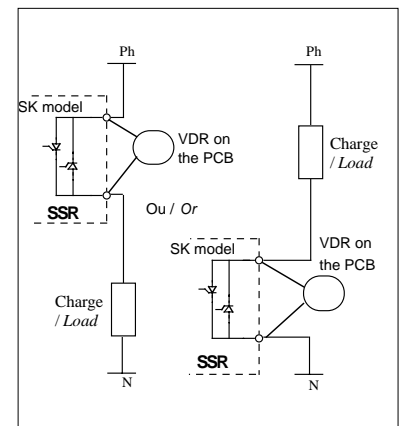 Ph
SK model
VDR on
the PCB
SSR
Ou / Or
Charge
/ Load
N
Ph
Charge
/ Load
SK model
VDR on
the PCB
SSR
N